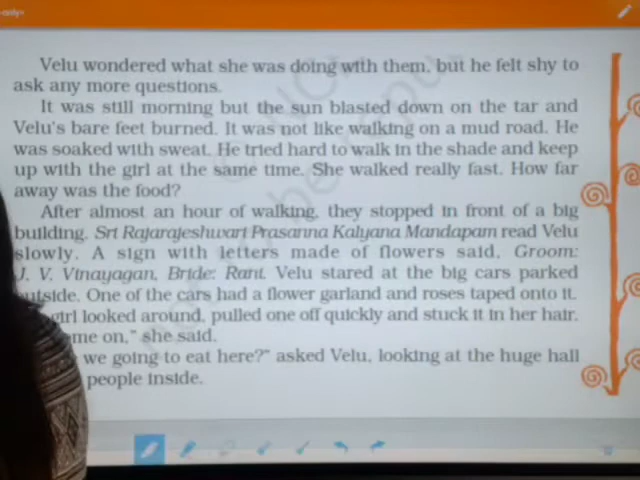 Velu wondered what she was doing with them, but he felt shy to
ask any more questions.
It was still morning but the sun blasted down on the tar and
Velu's bare feet burned. It was not like walking on a mud road. He
was soaked with sweat. He tried hard to walk in the shade and keep
up with the girl at the same time. She walked really fast. How far
away was the food?
After almost an hour of walking, they stopped in front of a big
building. Sri Rajarajeshwari Prasanna Kalyana Mandapam read Velu
slowly. A sign with letters made of flowers said, Groom:
J. V. Vinayagan, Bride: Rani. Velu stared at the big cars parked
outside. One of the cars had a flower garland and roses taped onto it.
girl looked around, pulled one off quickly and stuck it in her hair.
me on," she said.
we going to eat here?" asked Velu, looking at the huge hall
people inside.